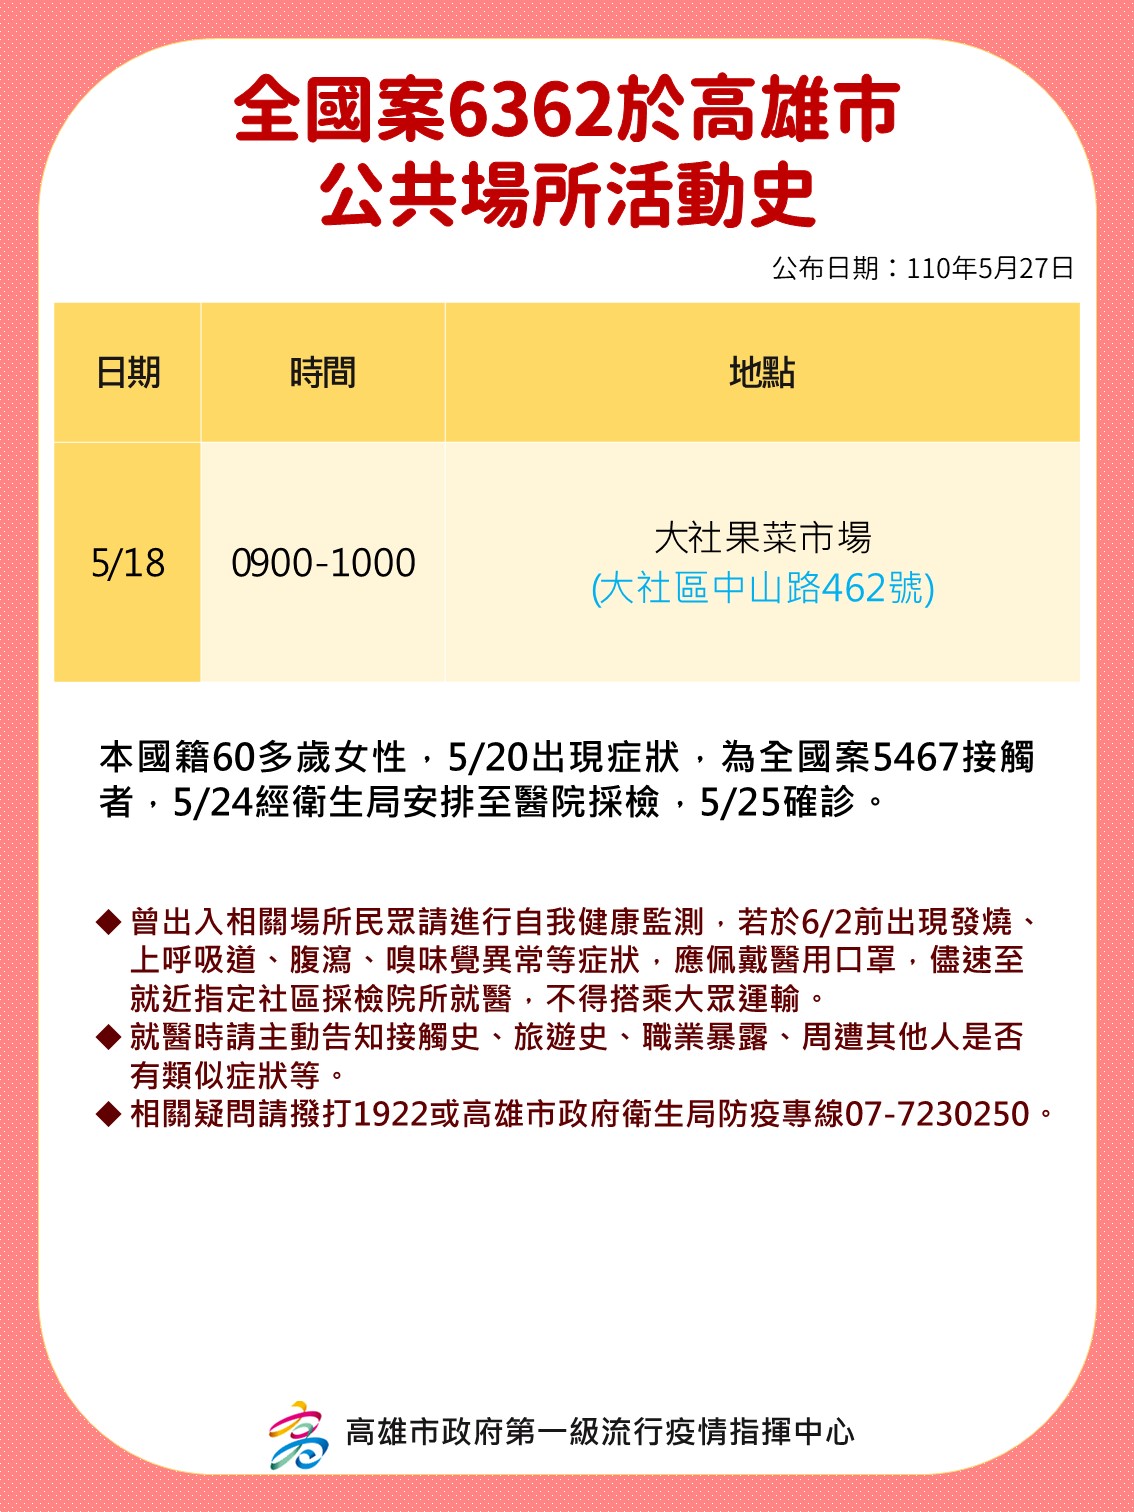 全國案6362於高雄市
公共場所活動史
公布日期：110年5月27日
日期 時間 地點
5/18 0900-1000 大社果菜市場
(大社區中山路462號)
本國籍60多歲女性，5/20出現症狀，為全國案5467接觸
者，5/24經衛生局安排至醫院採檢，5/25確診。
◆ 曾出入相關場所民眾請進行自我健康監測，若於6/2前出現發燒、
上呼吸道、腹瀉、嗅味覺異常等症狀，應佩戴醫用口罩，儘速至
就近指定社區採檢院所就醫，不得搭乘大眾運輸。
◆ 就醫時請主動告知接觸史、旅遊史、職業暴露、周遭其他人是否
有類似症狀等。
◆ 相關疑問請撥打1922或高雄市政府衛生局防疫專線07-7230250。
高雄市政府第一級流行疫情指揮中心